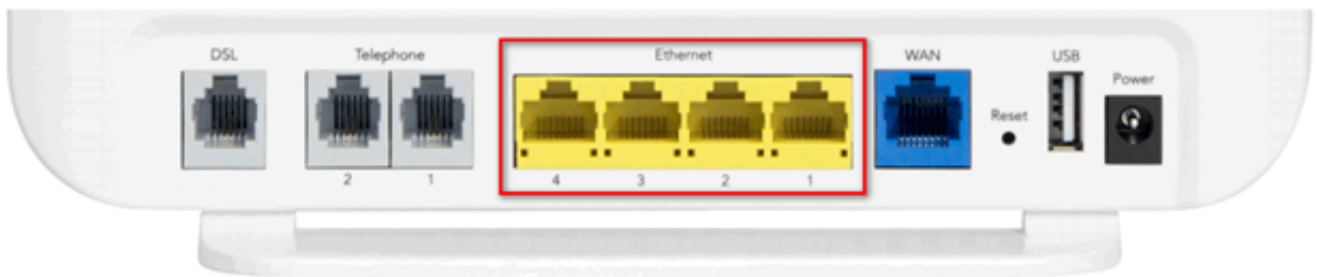 DSL Telephone Ethernet WAN USB
Power
Reset
2 1 4 3 2 1